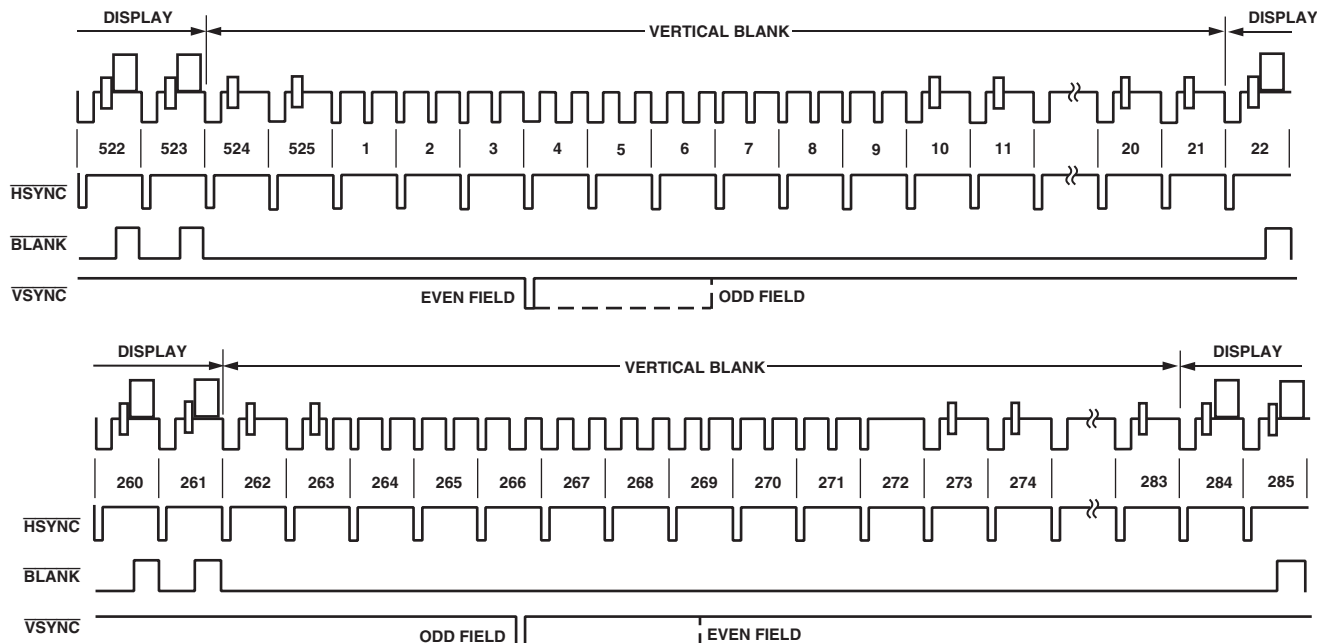 DISPLAY VERTICAL BLANK DISPLAY
522 523 524 525 1 2 3 4 5 6 7 8 9 10 11 20 21 22
HSYNC
BLANK
VSYNC EVEN FIELD ODD FIELD
DISPLAY VERTICAL BLANK DISPLAY
260 261 262 263 264 265 266 267 268 269 270 271 272 273 274 283 284 285
HSYNC
BLANK
VSYNC ODD FIELD EVEN FIELD